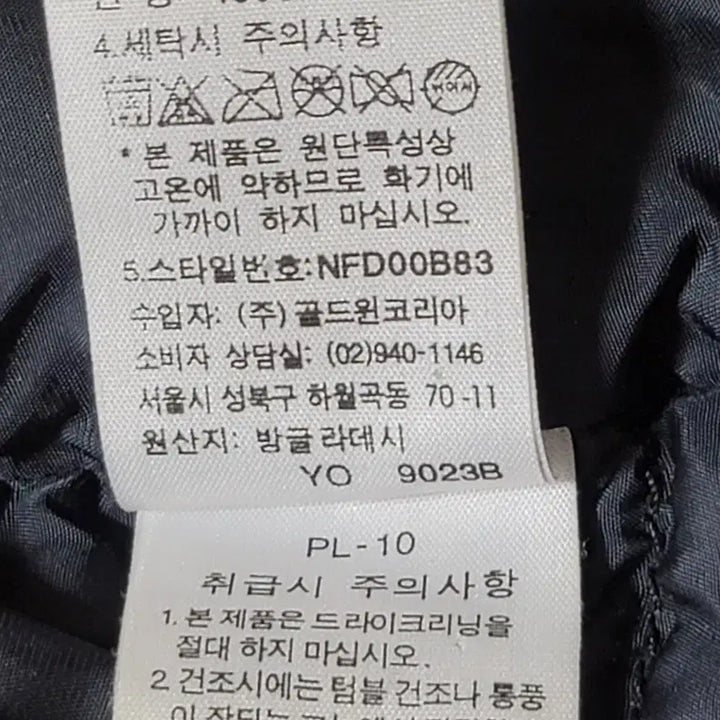 4.세탁시 주의사항
* 본 제품은 원단특성상
고온에 약하므로 화기에
가까이 하지 마십시오.
5.스타일번호:NFD00B83
수입자: (주) 골드윈코리아
소비자 상담실: (02)940-1146
서울시 성북구 하월곡동 70-11
원산지: 방글라데시
YO 9023B
PL-10
취급시 주의사항
1. 본 제품은 드라이크리닝을
절대 하지 마십시오.
2 건조시에는 텀블 건조나 통풍